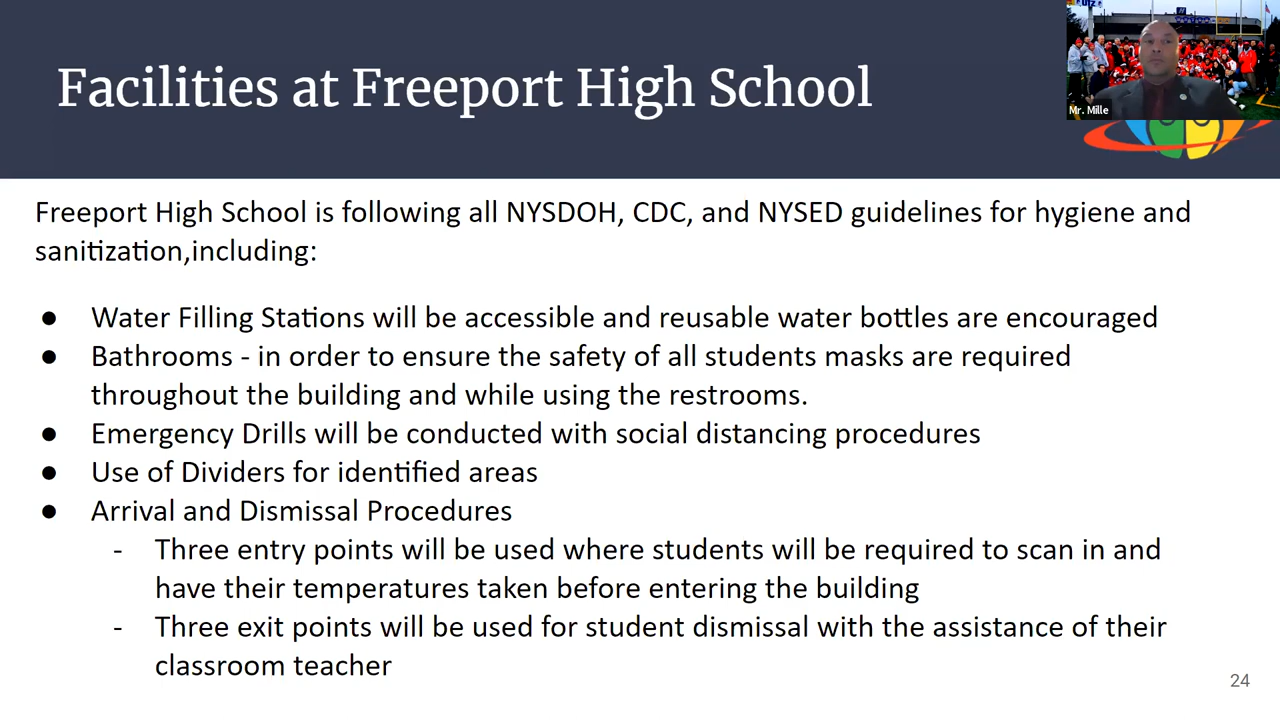 Facilities at Freeport High School
Mr. Mille
Freeport High School is following all NYSDOH, CDC, and NYSED guidelines for hygiene and
sanitization,including:
● Water Filling Stations will be accessible and reusable water bottles are encouraged
● Bathrooms - in order to ensure the safety of all students masks are required
throughout the building and while using the restrooms.
● Emergency Drills will be conducted with social distancing procedures
● Use of Dividers for identified areas
● Arrival and Dismissal Procedures
- Three entry points will be used where students will be required to scan in and
have their temperatures taken before entering the building
- Three exit points will be used for student dismissal with the assistance of their
classroom teacher
24